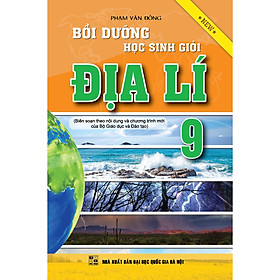 PHẠM VĂN ĐÔNG
NEW
BỒI DƯỠNG
HỌC SINH GIỎI
ĐỊA LÍ
9
(Biên soạn theo nội dung và chương trình mới
của Bộ Giáo dục và Đào tạo)
NHÀ XUẤT BẢN ĐẠI HỌC QUỐC GIA HÀ NỘI